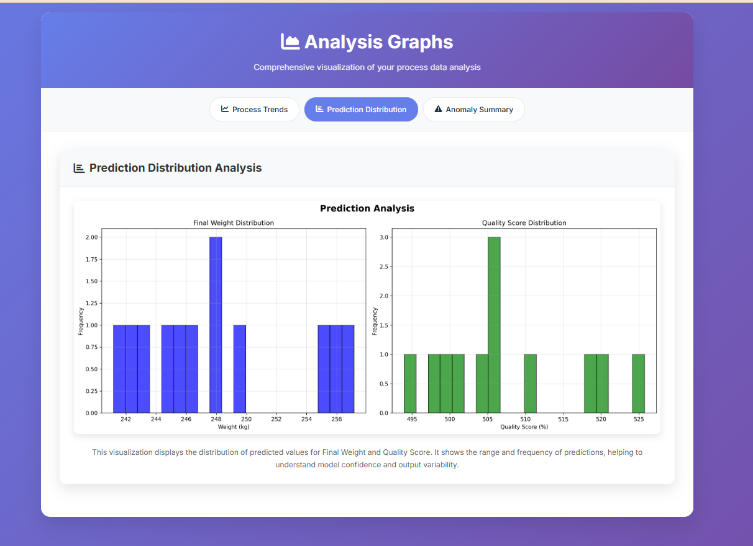 Analysis Graphs
Comprehensive visualization of your process data analysis
Process Trends
Prediction Distribution
Anomaly Summary
Prediction Distribution Analysis
Prediction Analysis
Final Weight Distribution
2.00
1.75
1.50
1.25
1.00
0.75
0.50
0.25
0.00
Frequency
242 244 246 248 250 252 254 256
Weight (kg)
Quality Score Distribution
3.0
2.5
2.0
1.5
1.0
0.5
0.0
Frequency
495 500 505 510 515 520 525
Quality Score (%)
This visualization displays the distribution of predicted values for Final Weight and Quality Score. It shows the range and frequency of predictions, helping to
understand model confidence and output variability.